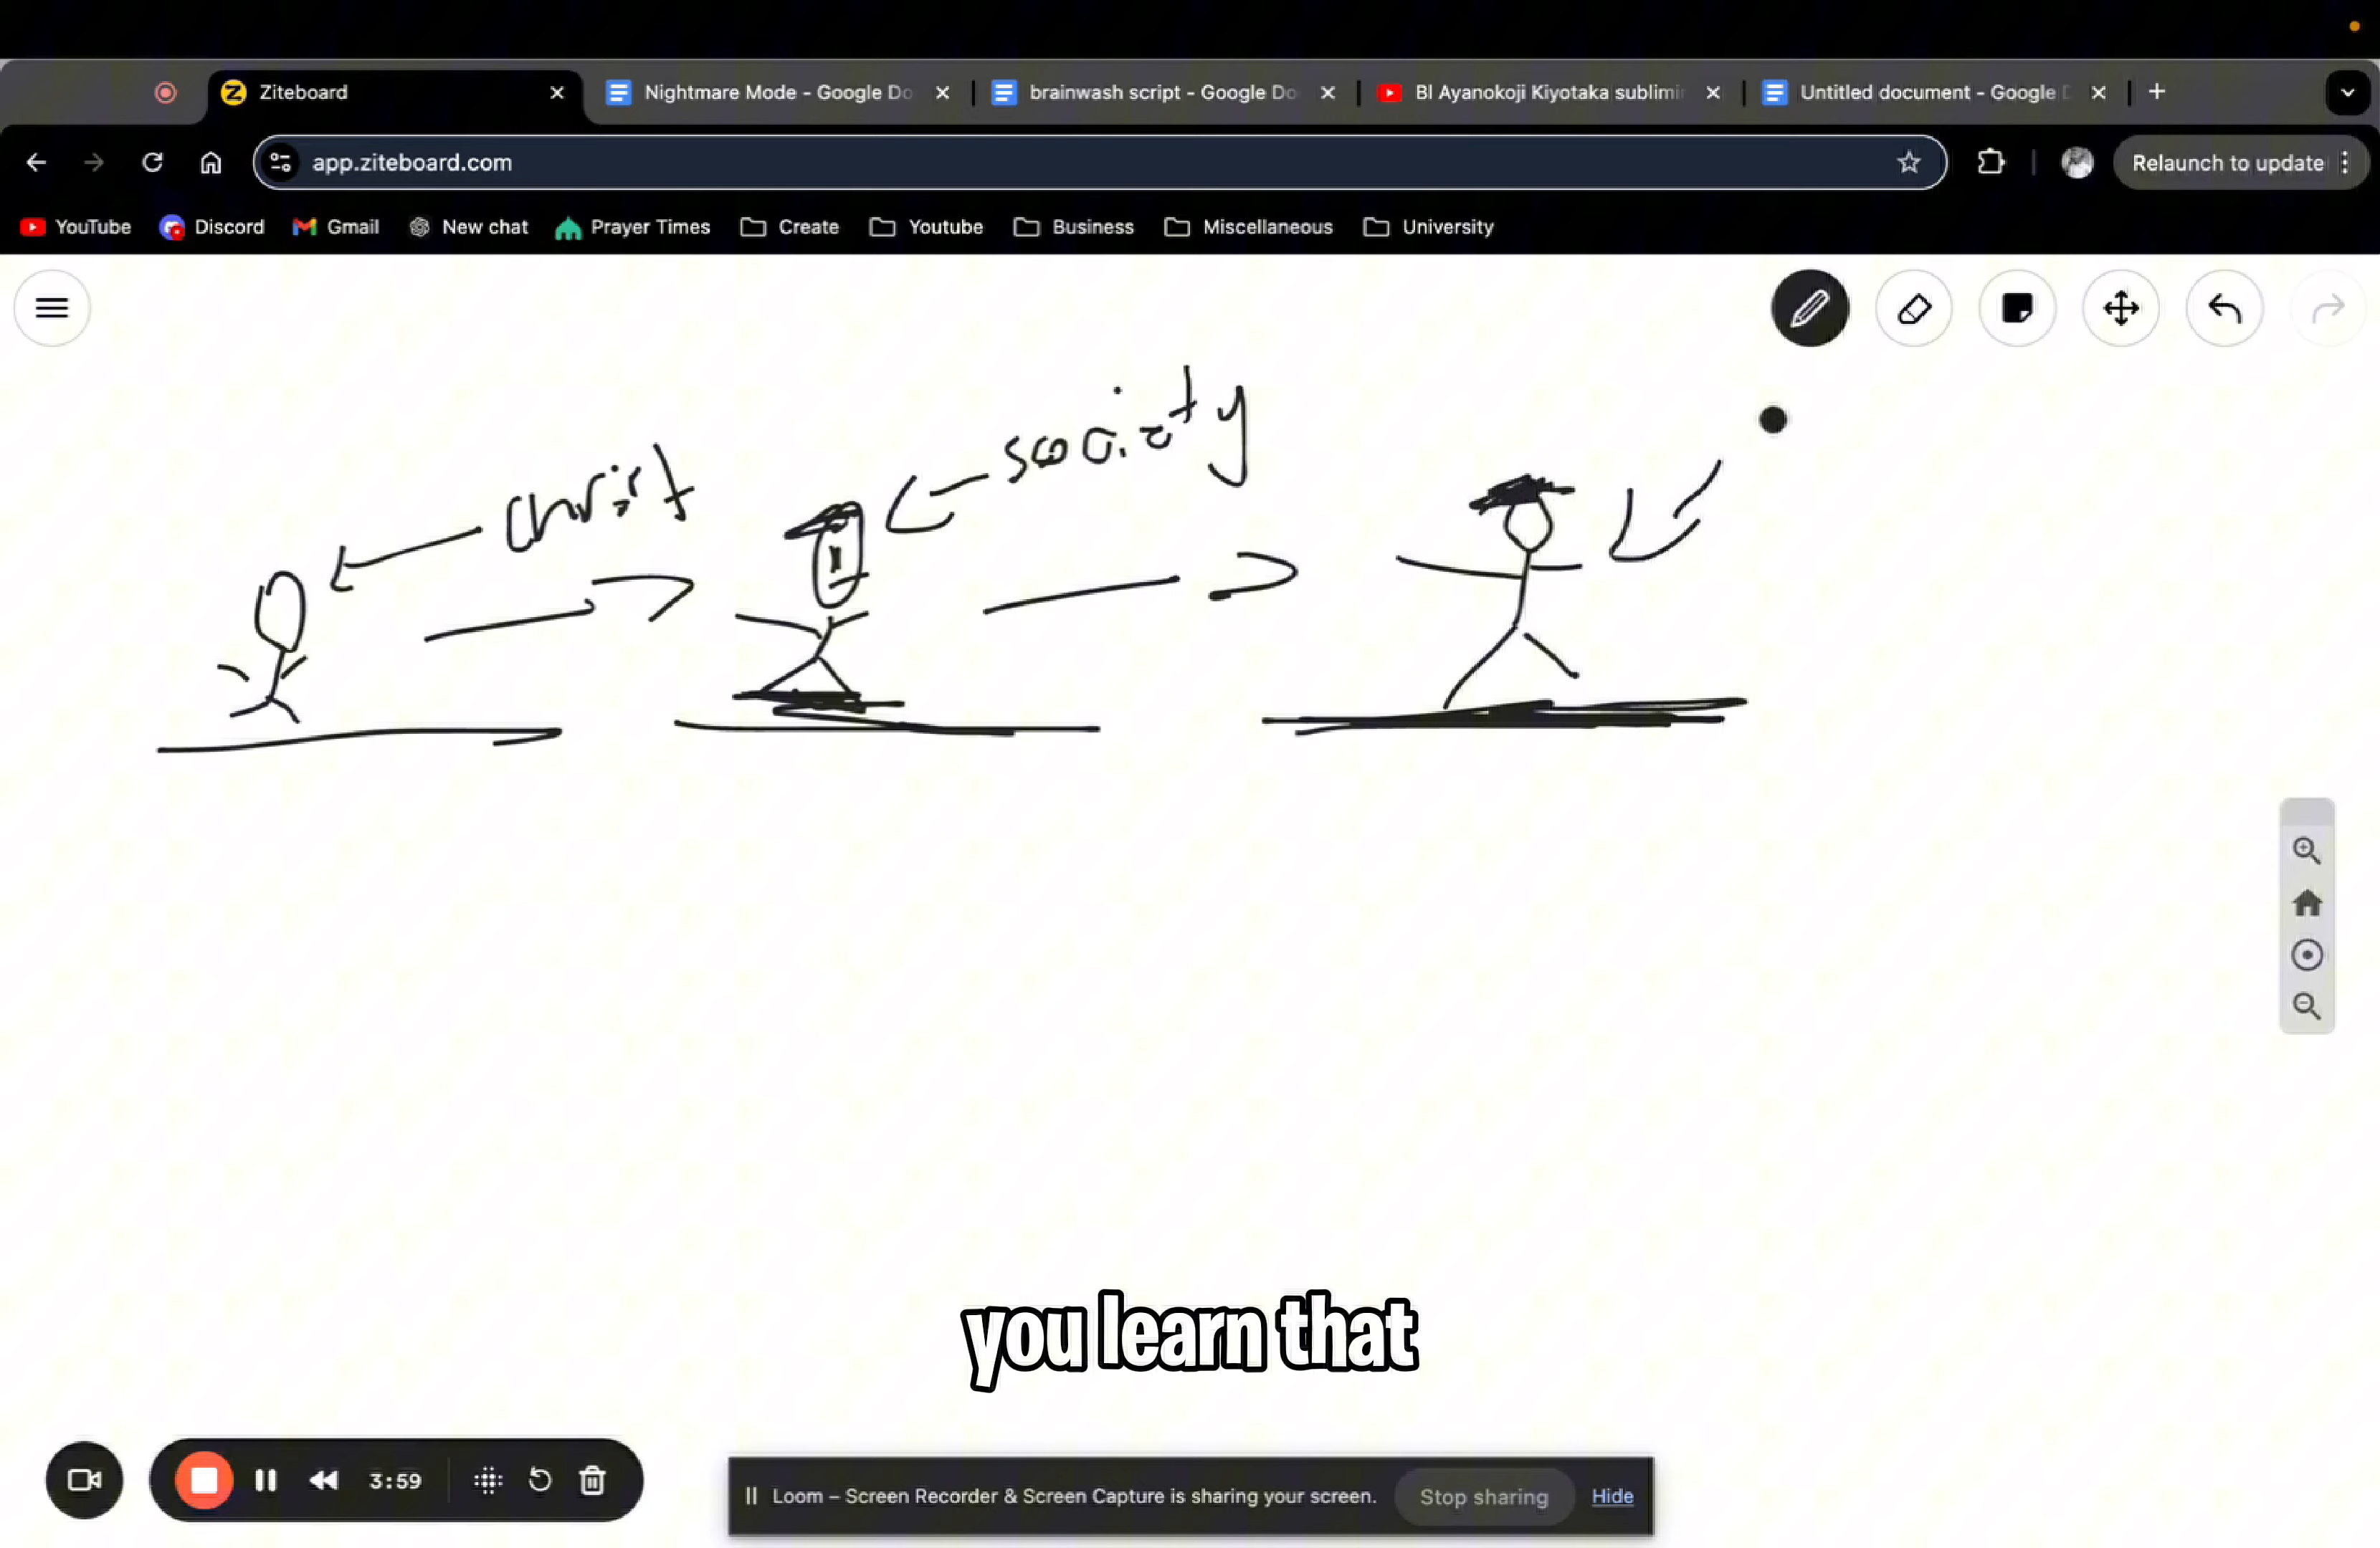 Ziteboard
Nightmare Mode - Google Do
brainwash script - Google Do
BI Ayanokoji Kiyotaka sublimir
Untitled document - Google D
app.ziteboard.com
Relaunch to update
YouTube
Discord
Gmail
New chat
Prayer Times
Create
Youtube
Business
Miscellaneous
University
society
christ
you learn that
3:59
Loom – Screen Recorder & Screen Capture is sharing your screen.
Stop sharing
Hide